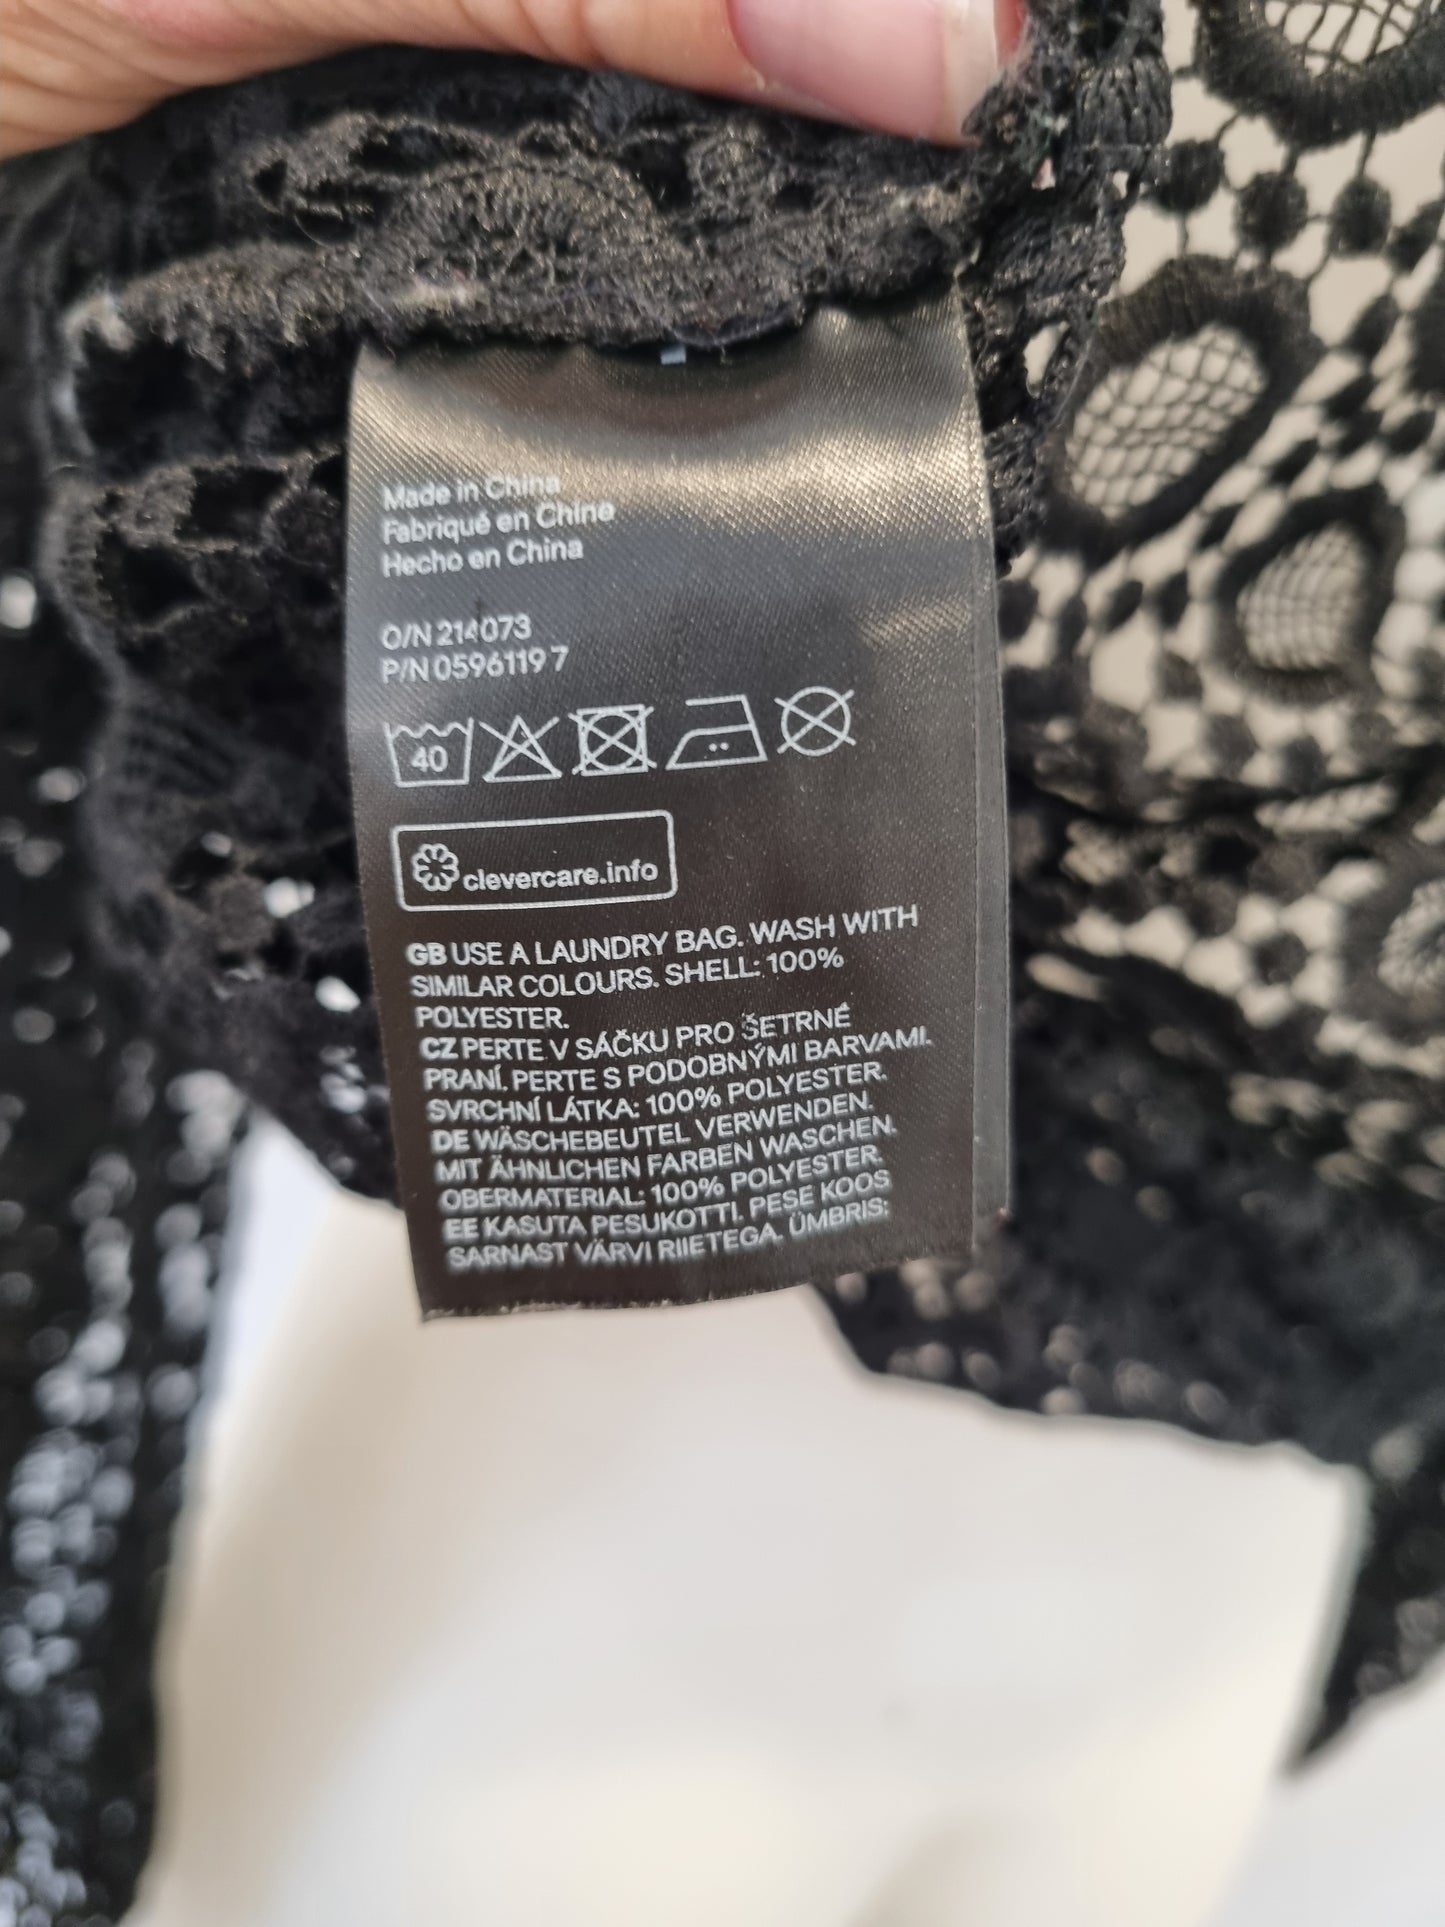 Made in China
Fabriqué en Chine
Hecho en China
O/N 214073
P/N 0596119 7
40
clevercare.info
GB USE A LAUNDRY BAG. WASH WITH
SIMILAR COLOURS. SHELL: 100%
POLYESTER.
CZ PERTE V SÁČKU PRO ŠETRNÉ
PRANÍ. PERTE S PODOBNÝMI BARVAMI.
SVRCHNÍ LÁTKA: 100% POLYESTER.
DE WÄSCHEBEUTEL VERWENDEN.
MIT ÄHNLICHEN FARBEN WASCHEN.
OBERMATERIAL: 100% POLYESTER.
EE KASUTA PESUKOTTI. PESE KOOS
SARNAST VÄRVI RIIETEGA. ÜMBRIS: